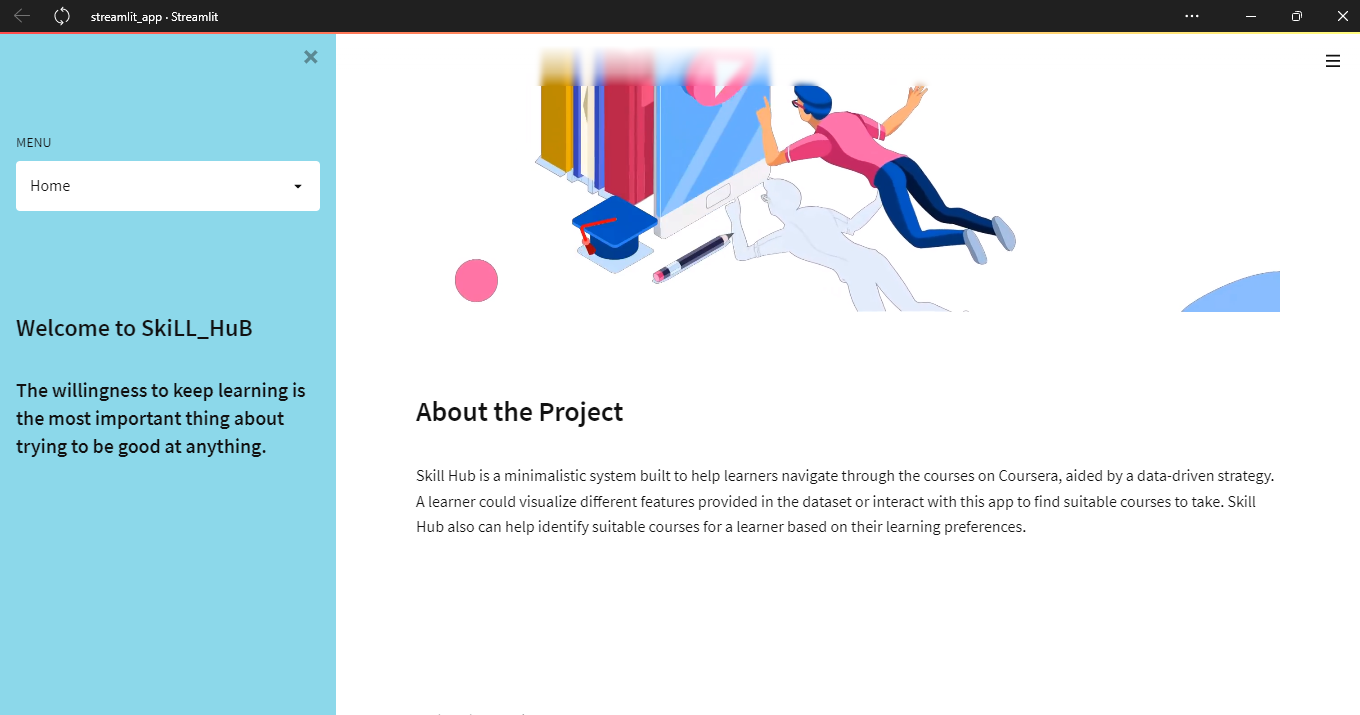 streamlit_app · Streamlit
MENU
Home
Welcome to SkiLL_HuB
The willingness to keep learning is
the most important thing about
trying to be good at anything.
About the Project
Skill Hub is a minimalistic system built to help learners navigate through the courses on Coursera, aided by a data-driven strategy.
A learner could visualize different features provided in the dataset or interact with this app to find suitable courses to take. Skill
Hub also can help identify suitable courses for a learner based on their learning preferences.